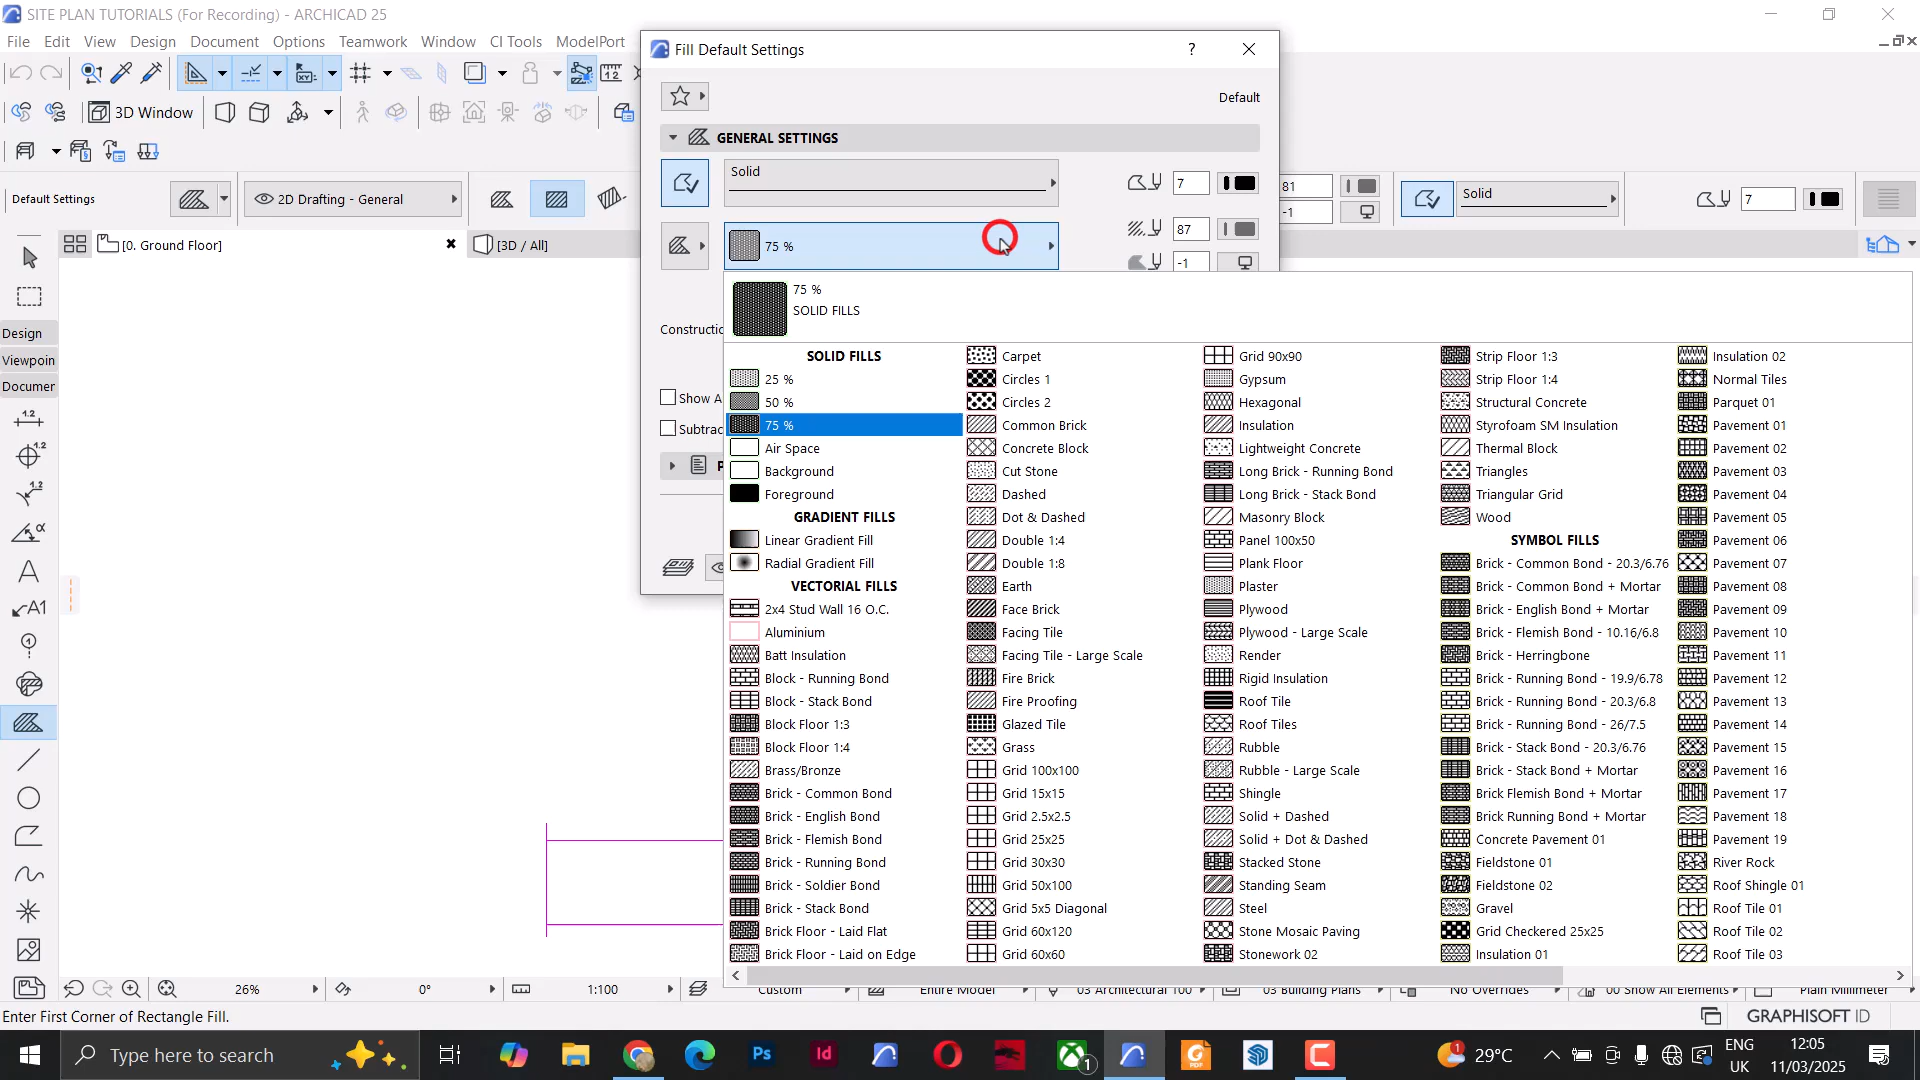 SITE PLAN TUTORIALS (For Recording) - ARCHICAD 25
File Edit View Design Document Options Teamwork Window CI Tools ModelPort
Fill Default Settings
?
Default
GENERAL SETTINGS
3D Window
Solid
7
Default Settings
2D Drafting - General
81
-1
Solid
7
87
75 %
-1
[0. Ground Floor]
[3D / All]
75 %
SOLID FILLS
Design
Viewpoin
Documen
Constructic
Show A
Subtrac
P
SOLID FILLS
25 %
50 %
75 %
Air Space
Background
Foreground
GRADIENT FILLS
Linear Gradient Fill
Radial Gradient Fill
VECTORIAL FILLS
2x4 Stud Wall 16 O.C.
Aluminium
Batt Insulation
Block - Running Bond
Block - Stack Bond
Block Floor 1:3
Block Floor 1:4
Brass/Bronze
Brick - Common Bond
Brick - English Bond
Brick - Flemish Bond
Brick - Running Bond
Brick - Soldier Bond
Brick - Stack Bond
Brick Floor - Laid Flat
Brick Floor - Laid on Edge
Carpet
Circles 1
Circles 2
Common Brick
Concrete Block
Cut Stone
Dashed
Dot & Dashed
Double 1:4
Double 1:8
Earth
Face Brick
Facing Tile
Facing Tile - Large Scale
Fire Brick
Fire Proofing
Glazed Tile
Grass
Grid 100x100
Grid 15x15
Grid 2.5x2.5
Grid 25x25
Grid 30x30
Grid 50x100
Grid 5x5 Diagonal
Grid 60x120
Grid 60x60
Grid 90x90
Gypsum
Hexagonal
Insulation
Lightweight Concrete
Long Brick - Running Bond
Long Brick - Stack Bond
Masonry Block
Panel 100x50
Plank Floor
Plaster
Plywood
Plywood - Large Scale
Render
Rigid Insulation
Roof Tile
Roof Tiles
Rubble
Rubble - Large Scale
Shingle
Solid + Dashed
Solid + Dot & Dashed
Stacked Stone
Standing Seam
Steel
Stone Mosaic Paving
Stonework 02
Strip Floor 1:3
Strip Floor 1:4
Structural Concrete
Styrofoam SM Insulation
Thermal Block
Triangles
Triangular Grid
Wood
SYMBOL FILLS
Brick - Common Bond - 20.3/6.76
Brick - Common Bond + Mortar
Brick - English Bond + Mortar
Brick - Flemish Bond - 10.16/6.8
Brick - Herringbone
Brick - Running Bond - 19.9/6.78
Brick - Running Bond - 20.3/6.8
Brick - Running Bond - 26/7.5
Brick - Stack Bond - 20.3/6.76
Brick - Stack Bond + Mortar
Brick Flemish Bond + Mortar
Brick Running Bond + Mortar
Concrete Pavement 01
Fieldstone 01
Fieldstone 02
Gravel
Grid Checkered 25x25
Insulation 01
Insulation 02
Normal Tiles
Parquet 01
Pavement 01
Pavement 02
Pavement 03
Pavement 04
Pavement 05
Pavement 06
Pavement 07
Pavement 08
Pavement 09
Pavement 10
Pavement 11
Pavement 12
Pavement 13
Pavement 14
Pavement 15
Pavement 16
Pavement 17
Pavement 18
Pavement 19
River Rock
Roof Shingle 01
Roof Tile 01
Roof Tile 02
Roof Tile 03
26% 0° 1:100 Custom Entire Model 03 Architectural 100 03 Building Plans No Overrides 00 Show All Elements Plain Millimeter
Enter First Corner of Rectangle Fill.
GRAPHISOFT ID
Type here to search
29°C
ENG
UK
12:05
11/03/2025